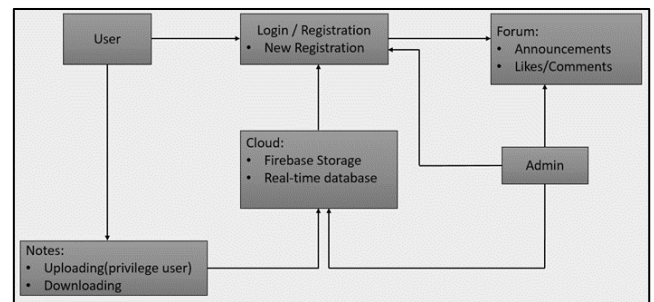 User
Login / Registration
• New Registration
Forum:
• Announcements
• Likes/Comments
Cloud:
• Firebase Storage
• Real-time database
Admin
Notes:
• Uploading(privilege user)
• Downloading